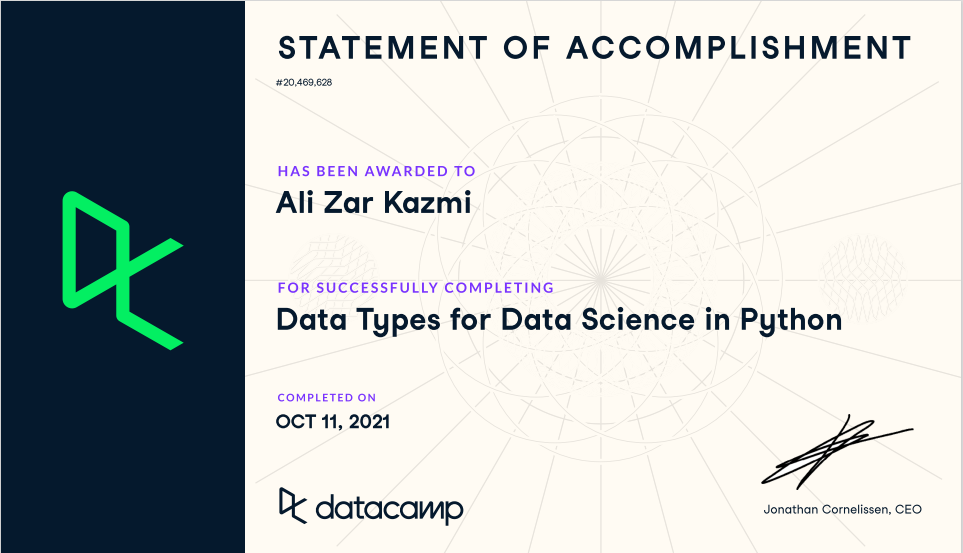 STATEMENT OF ACCOMPLISHMENT
#20,469,628
HAS BEEN AWARDED TO
Ali Zar Kazmi
FOR SUCCESSFULLY COMPLETING
Data Types for Data Science in Python
COMPLETED ON
OCT 11, 2021
datacamp
Jonathan Cornelissen, CEO